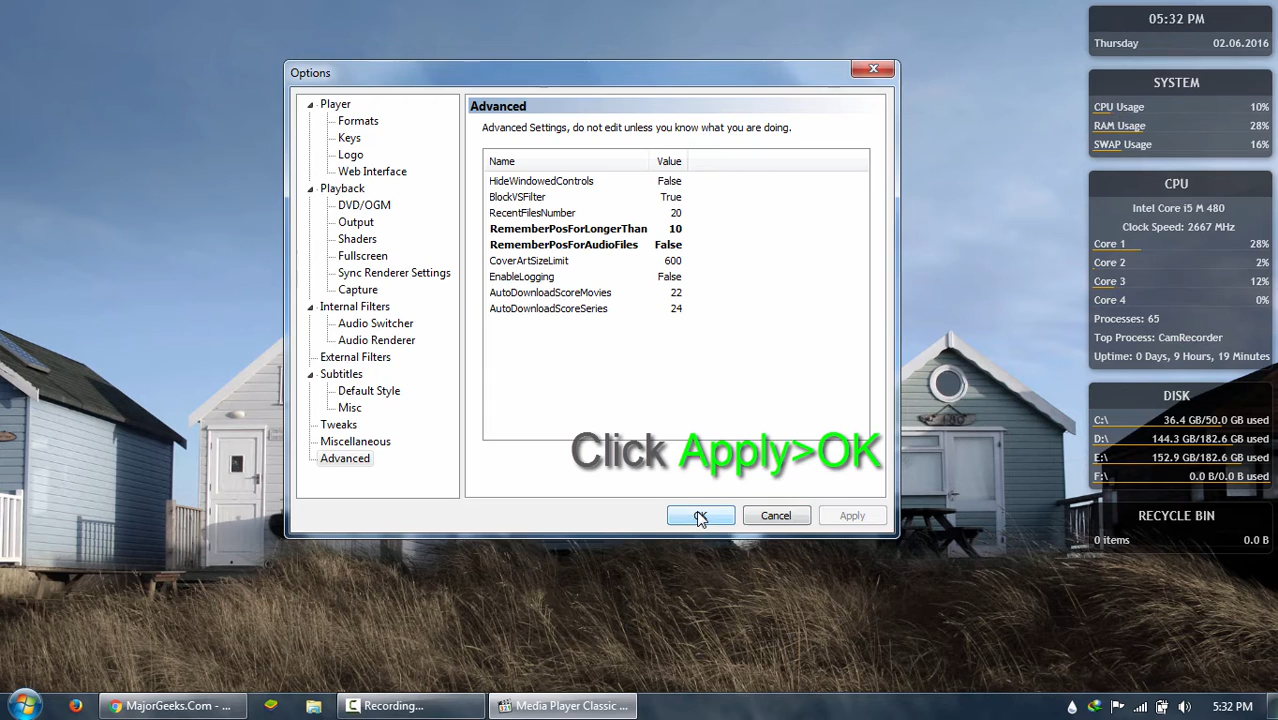 Options
Player
Formats
Keys
Logo
Web Interface
Playback
DVD/OGM
Output
Shaders
Fullscreen
Sync Renderer Settings
Capture
Internal Filters
Audio Switcher
Audio Renderer
External Filters
Subtitles
Default Style
Misc
Tweaks
Miscellaneous
Advanced
Advanced
Advanced Settings, do not edit unless you know what you are doing.
Name Value
HideWindowedControls False
BlockVSFilter True
RecentFilesNumber 20
RememberPosForLongerThan 10
RememberPosForAudioFiles False
CoverArtSizeLimit 600
EnableLogging False
AutoDownloadScoreMovies 22
AutoDownloadScoreSeries 24
Click Apply>OK
OK Cancel Apply
05:32 PM
Thursday 02.06.2016
SYSTEM
CPU Usage 10%
RAM Usage 28%
SWAP Usage 16%
CPU
Intel Core i5 M 480
Clock Speed: 2667 MHz
Core 1 28%
Core 2 2%
Core 3 12%
Core 4 0%
Processes: 65
Top Process: CamRecorder
Uptime: 0 Days, 9 Hours, 19 Minutes
DISK
C:\ 36.4 GB/50.0 GB used
D:\ 144.3 GB/182.6 GB used
E:\ 152.9 GB/182.6 GB used
F:\ 0.0 B/0.0 B used
RECYCLE BIN
0 items 0.0 B
MajorGeeks.Com - ...
Recording...
Media Player Classic ...
5:32 PM